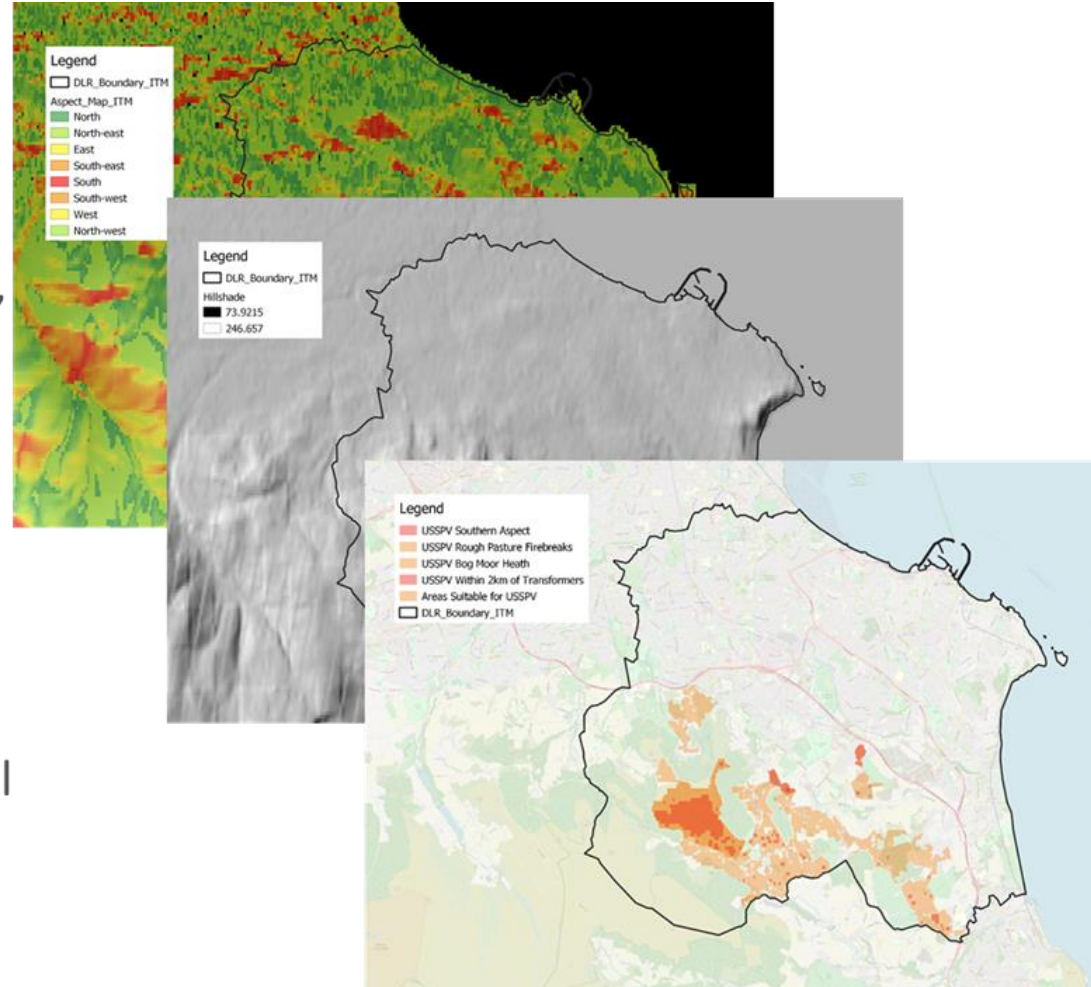 Legend
DLR_Boundary_ITM
Aspect_Map_ITM
North
North-east
East
South-east
South
South-west
West
North-west
Legend
DLR_Boundary_ITM
Hillshade
73.9215
246.657
Legend
USSPV Southern Aspect
USSPV Rough Pasture Firebreaks
USSPV Bog Moor Heath
USSPV Within 2km of Transformers
Areas Suitable for USSPV
DLR_Boundary_ITM